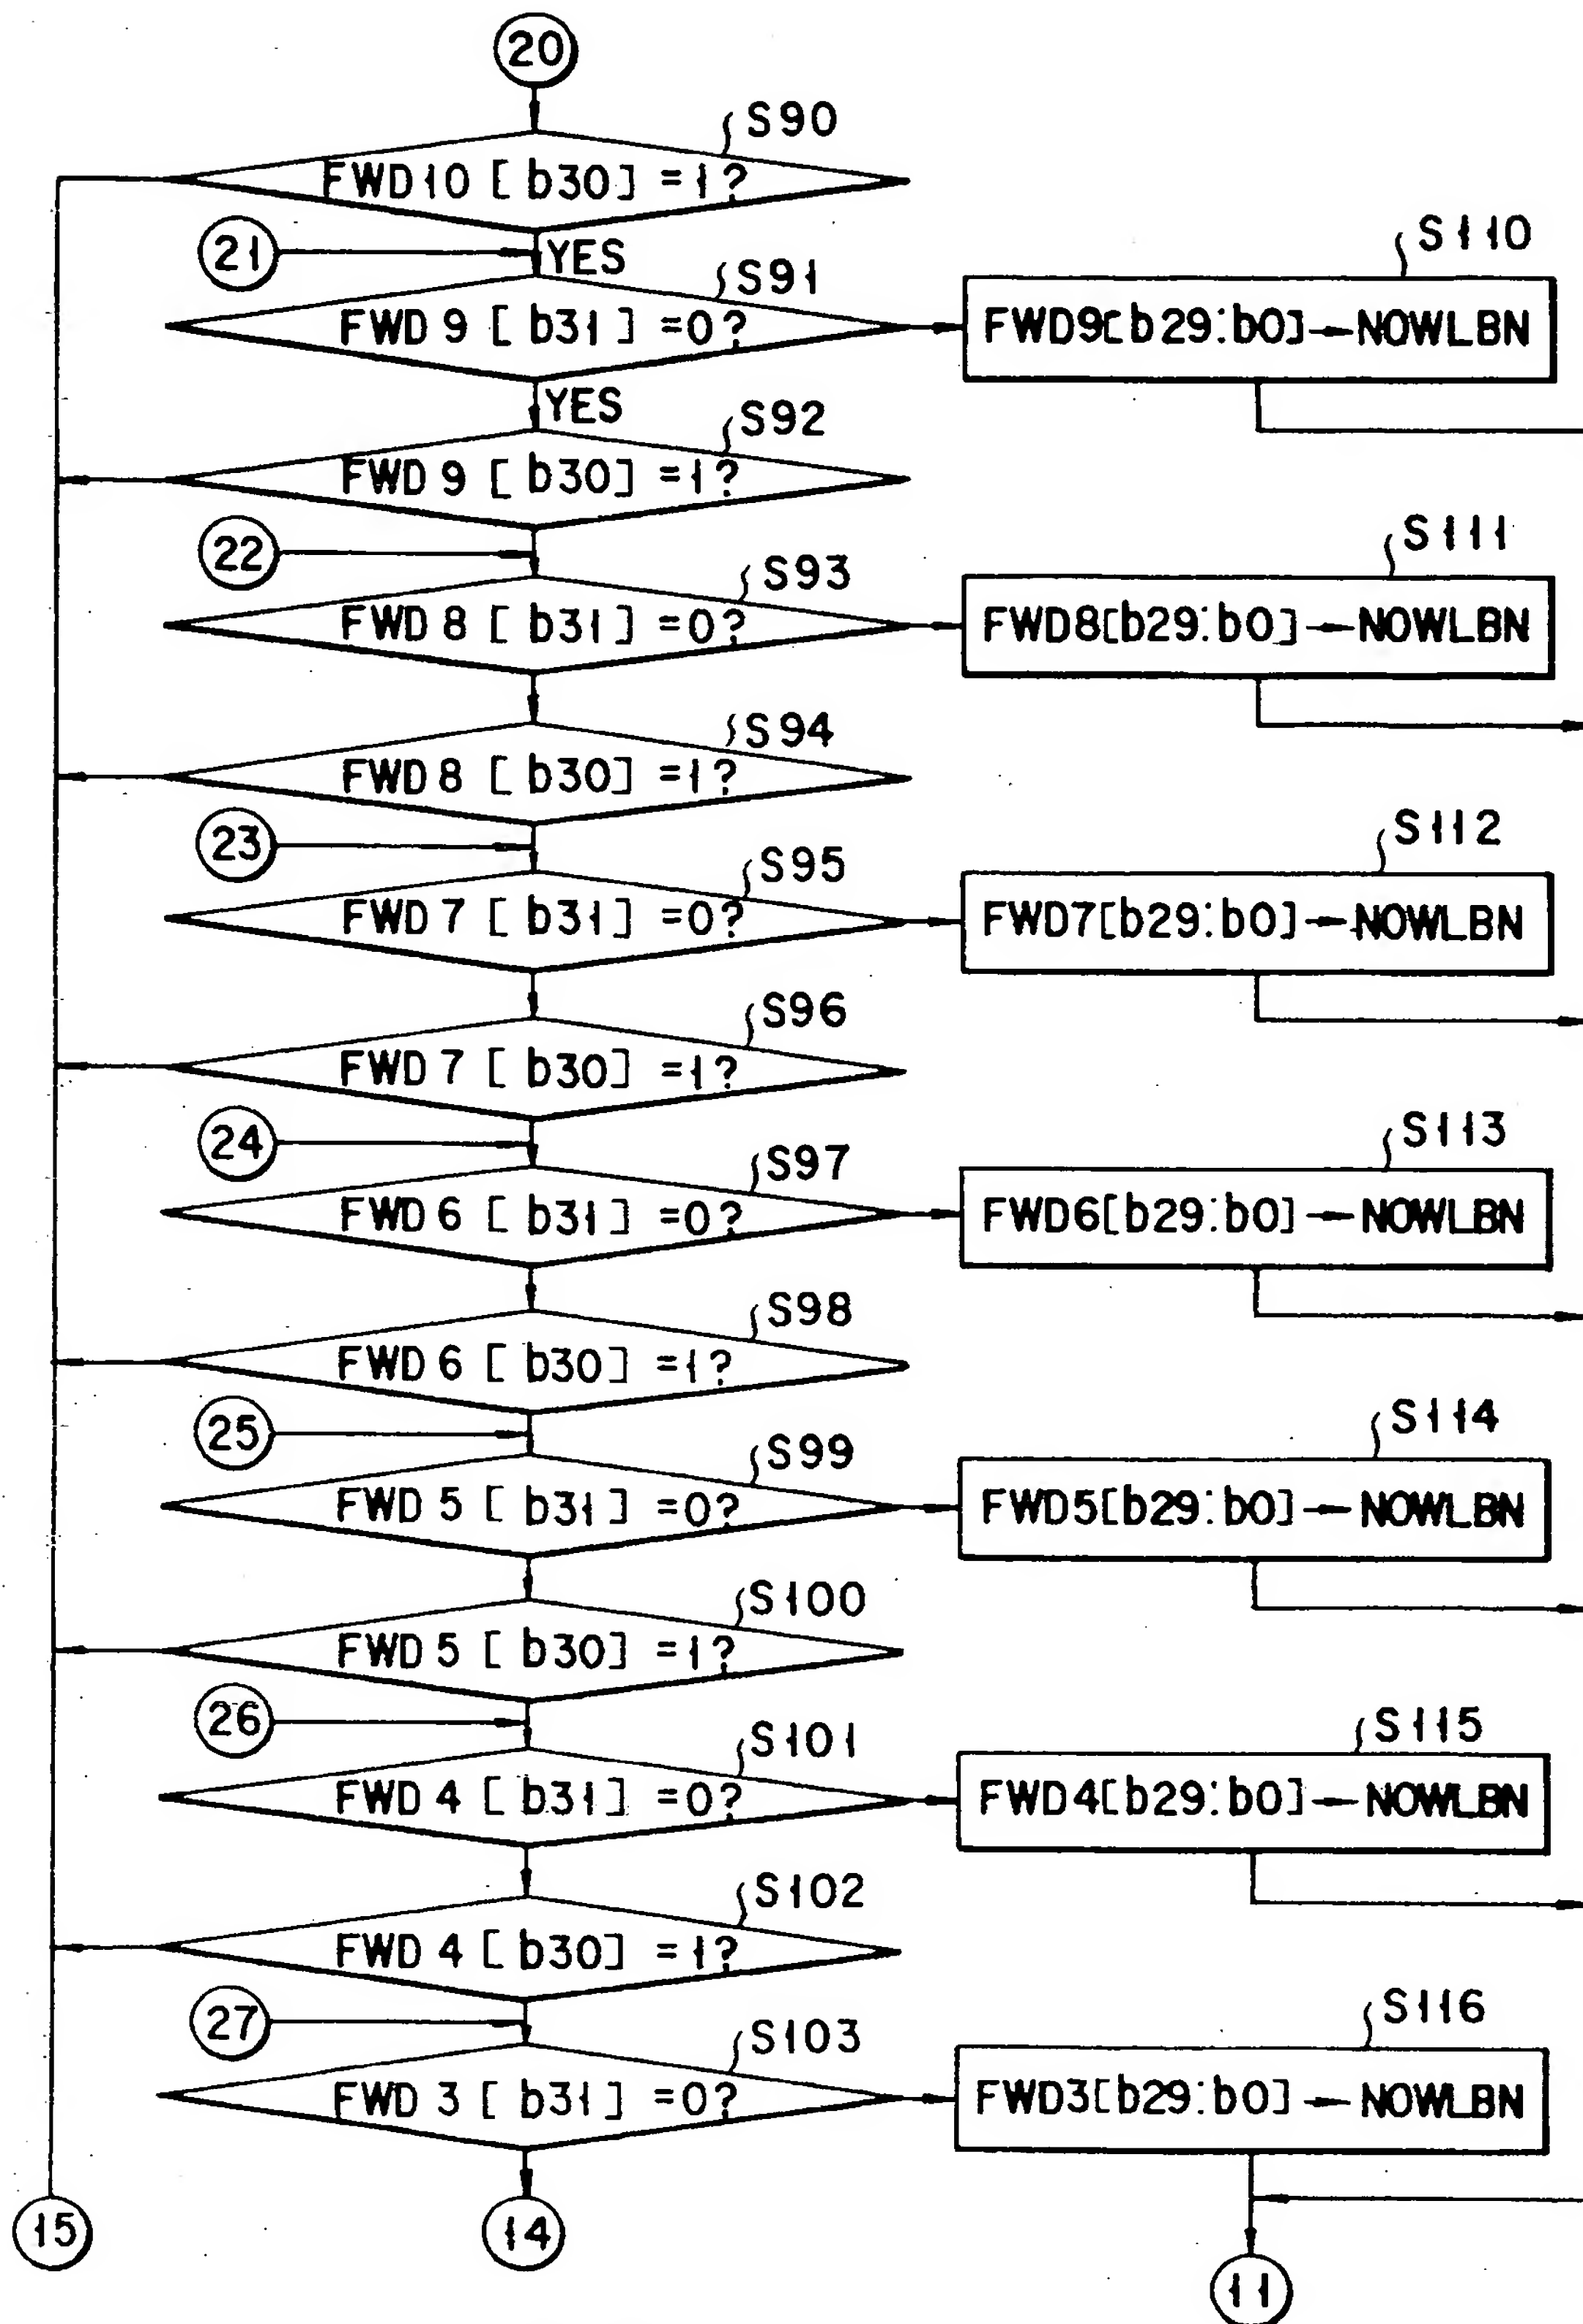 20
S90
FWD10 [ b30] =1?
21
YES
S91
S110
FWD 9 [ b31] =0?
FWD9[b29:b0]→NOWLBN
YES
S92
FWD 9 [ b30] =1?
22
S93
S111
FWD 8 [ b31] =0?
FWD8[b29:b0]→NOWLBN
S94
FWD 8 [ b30] =1?
23
S95
S112
FWD 7 [ b31] =0?
FWD7[b29:b0]→NOWLBN
S96
FWD 7 [ b30] =1?
24
S97
S113
FWD 6 [ b31] =0?
FWD6[b29:b0]→NOWLBN
S98
FWD 6 [ b30] =1?
25
S99
S114
FWD 5 [ b31] =0?
FWD5[b29:b0]→NOWLBN
S100
FWD 5 [ b30] =1?
26
S101
S115
FWD 4 [ b31] =0?
FWD4[b29:b0]→NOWLBN
S102
FWD 4 [ b30] =1?
27
S103
S116
FWD 3 [ b31] =0?
FWD3[b29:b0]→NOWLBN
15
14
11